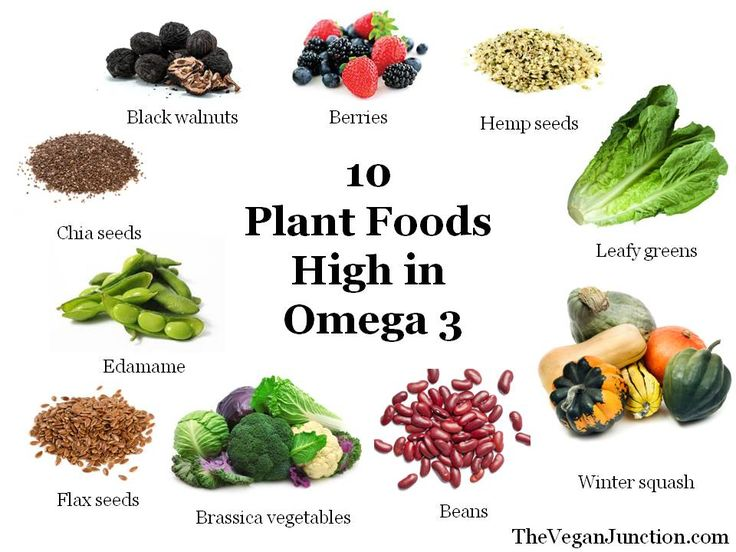 Black walnuts
Berries
Hemp seeds
Chia seeds
10
Plant Foods
High in
Omega 3
Leafy greens
Edamame
Flax seeds
Brassica vegetables
Beans
Winter squash
TheVeganJunction.com